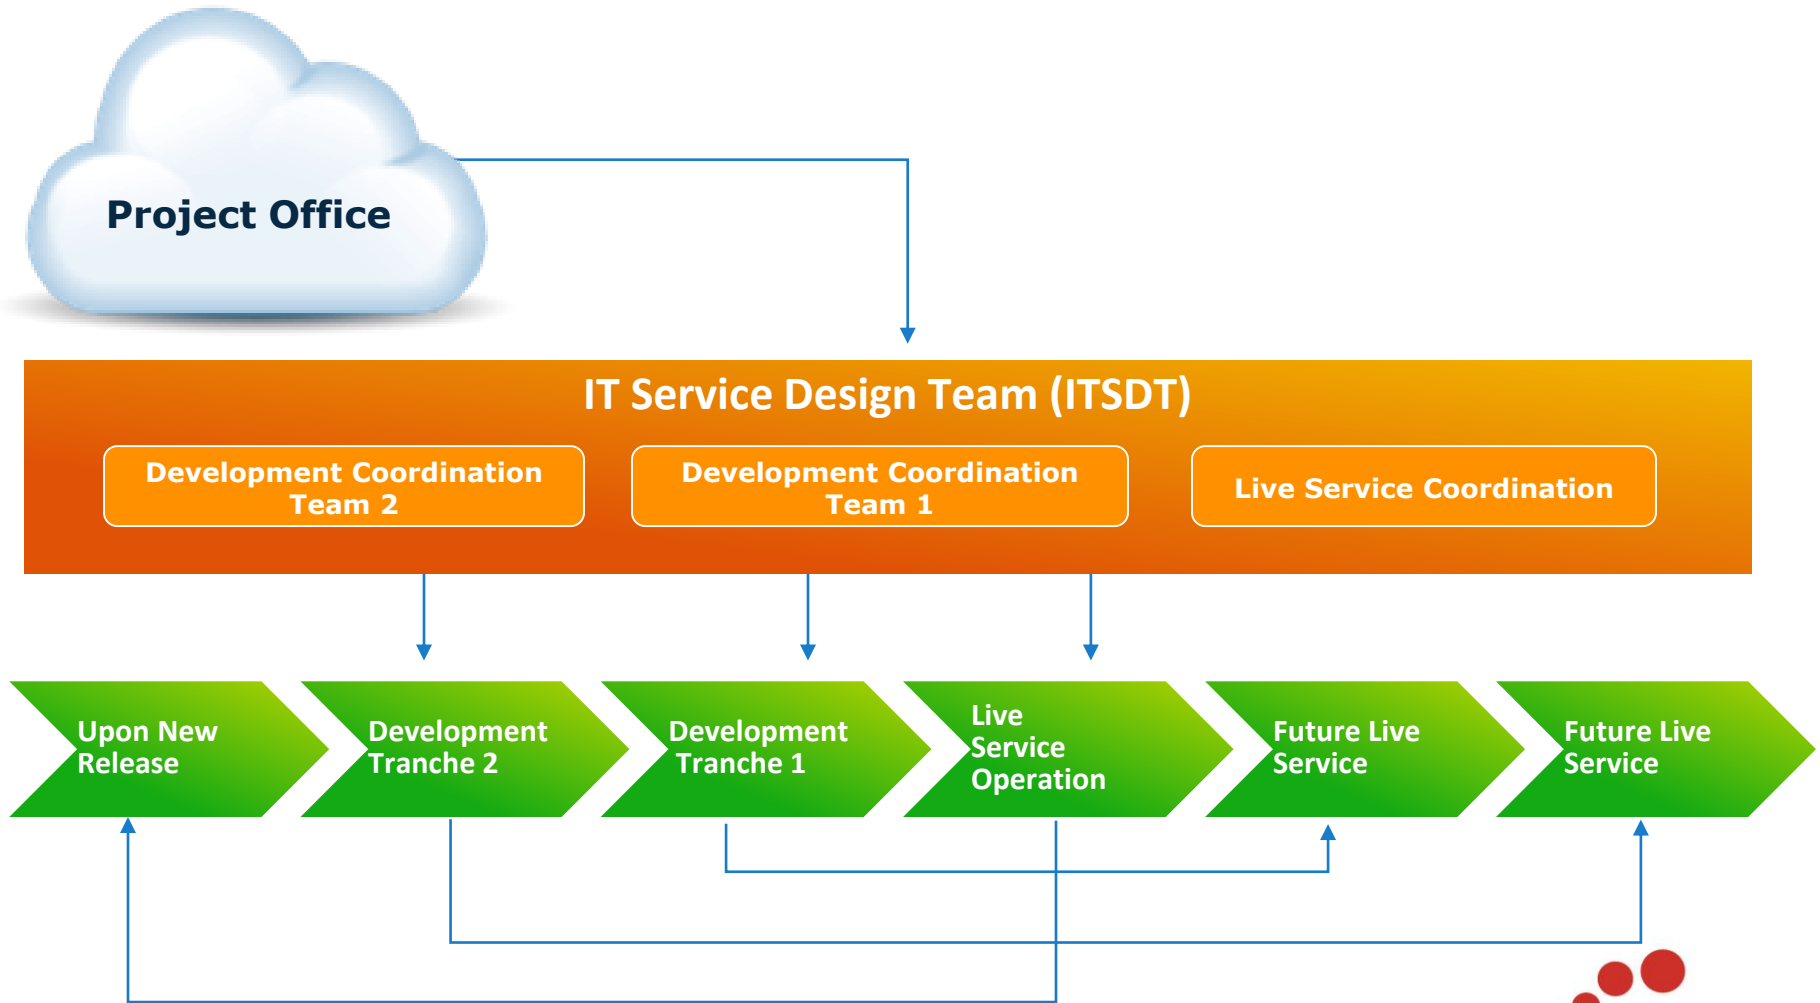 Project Office
IT Service Design Team (ITSDT)
Development Coordination
Team 2
Development Coordination
Team 1
Live Service Coordination
Upon New
Release
Development
Tranche 2
Development
Tranche 1
Live
Service
Operation
Future Live
Service
Future Live
Service